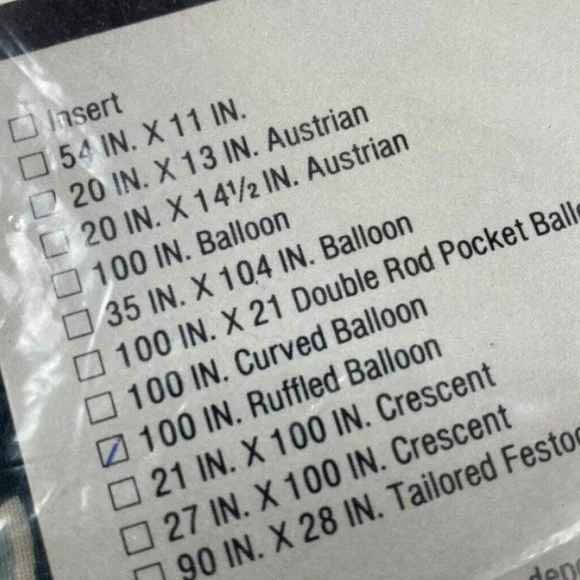 Insert
54 IN. X 11 IN.
20 IN. X 13 IN. Austrian
20 IN. X 14½ IN. Austrian
100 IN. Balloon
35 IN. X 104 IN. Balloon
100 IN. X 21 Double Rod Pocket Ballo
100 IN. Curved Balloon
100 IN. Ruffled Balloon
21 IN. X 100 IN. Crescent
27 IN. X 100 IN. Crescent
90 IN. X 28 IN. Tailored Festoo